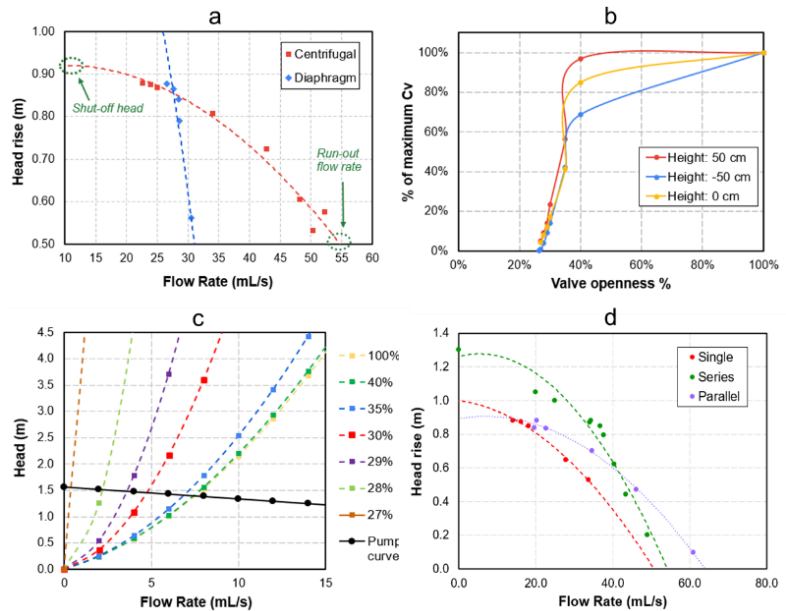 a
1.00
0.90
0.80
0.70
0.60
0.50
Head rise (m)
Centrifugal
Diaphragm
Shut-off head
Run-out
flow rate
10 15 20 25 30 35 40 45 50 55 60
Flow Rate (mL/s)
b
100%
80%
60%
40%
20%
0%
% of maximum Cv
Height: 50 cm
Height: -50 cm
Height: 0 cm
0% 20% 40% 60% 80% 100%
Valve openness %
c
4.5
4.0
3.5
3.0
2.5
2.0
1.5
1.0
0.5
0.0
Head (m)
100%
40%
35%
30%
29%
28%
27%
Pump
curve
0 5 10 15
Flow Rate (mL/s)
d
1.4
1.2
1.0
0.8
0.6
0.4
0.2
0.0
Head rise (m)
Single
Series
Parallel
0.0 20.0 40.0 60.0 80.0
Flow Rate (mL/s)